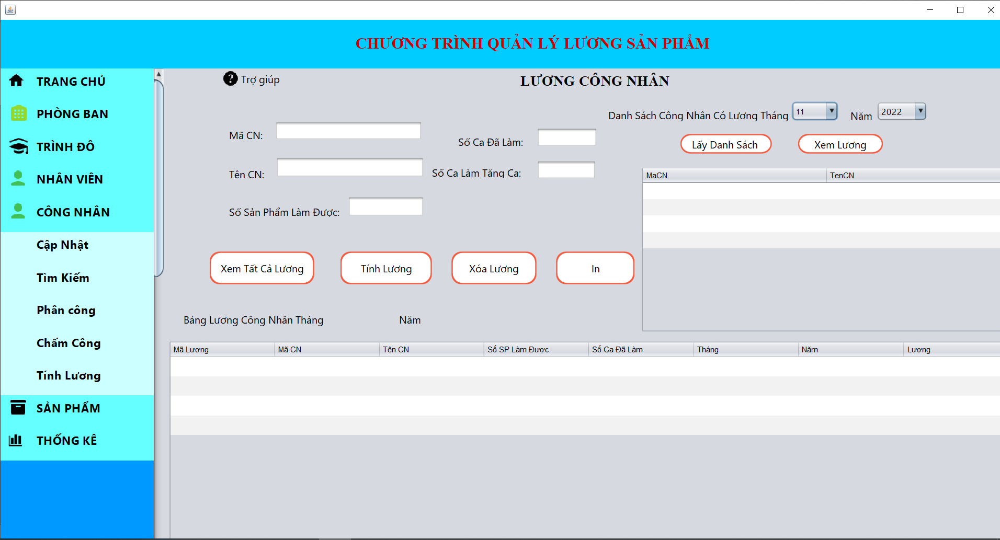 CHƯƠNG TRÌNH QUẢN LÝ LƯƠNG SẢN PHẨM
TRANG CHỦ
PHÒNG BAN
TRÌNH ĐÔ
NHÂN VIÊN
CÔNG NHÂN
Cập Nhật
Tìm Kiếm
Phân công
Chấm Công
Tính Lương
SẢN PHẨM
THỐNG KÊ
? Trợ giúp
LƯƠNG CÔNG NHÂN
Danh Sách Công Nhân Có Lương Tháng 11 Năm 2022
Lấy Danh Sách Xem Lương
Mã CN:
Số Ca Đã Làm:
Tên CN:
Số Ca Làm Tăng Ca:
Số Sản Phẩm Làm Được:
MaCN TenCN
Xem Tất Cả Lương Tính Lương Xóa Lương In
Bảng Lương Công Nhân Tháng Năm
Mã Lương Mã CN Tên CN Số SP Làm Được Số Ca Đã Làm Tháng Năm Lương